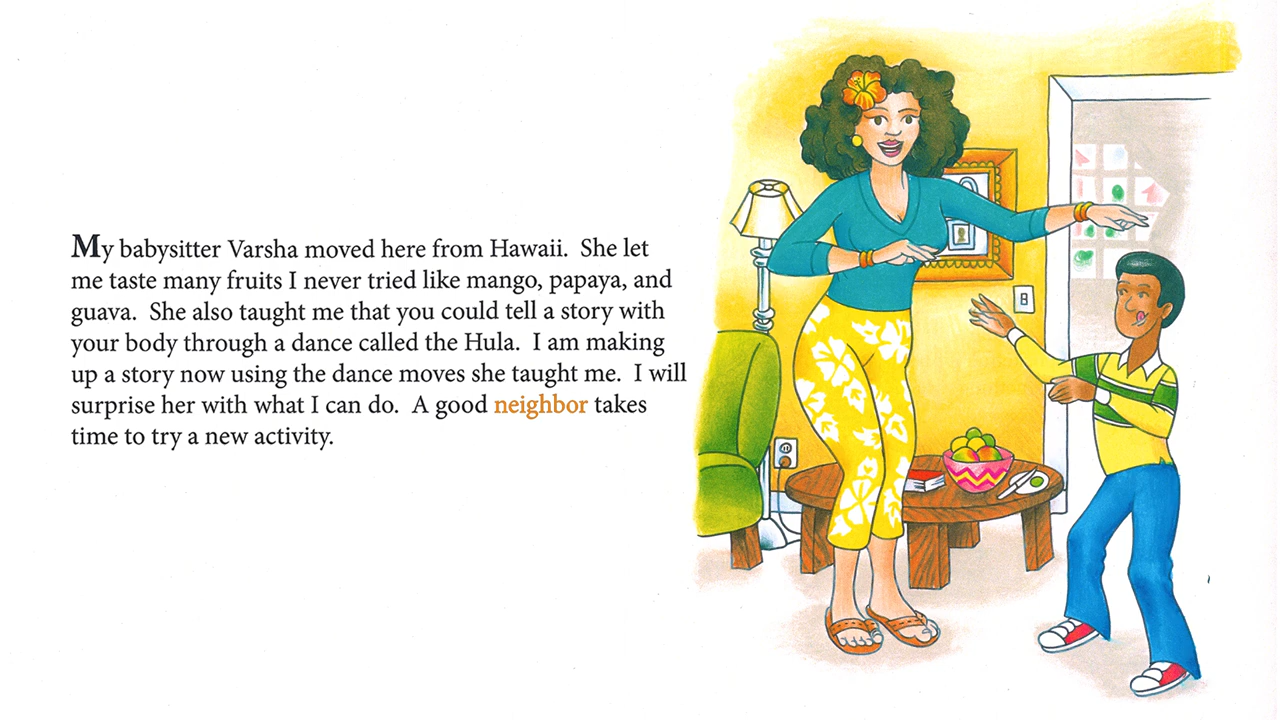 My babysitter Varsha moved here from Hawaii.  She let
me taste many fruits I never tried like mango, papaya, and
guava.  She also taught me that you could tell a story with
your body through a dance called the Hula.  I am making
up a story now using the dance moves she taught me.  I will
surprise her with what I can do.  A good neighbor takes
time to try a new activity.